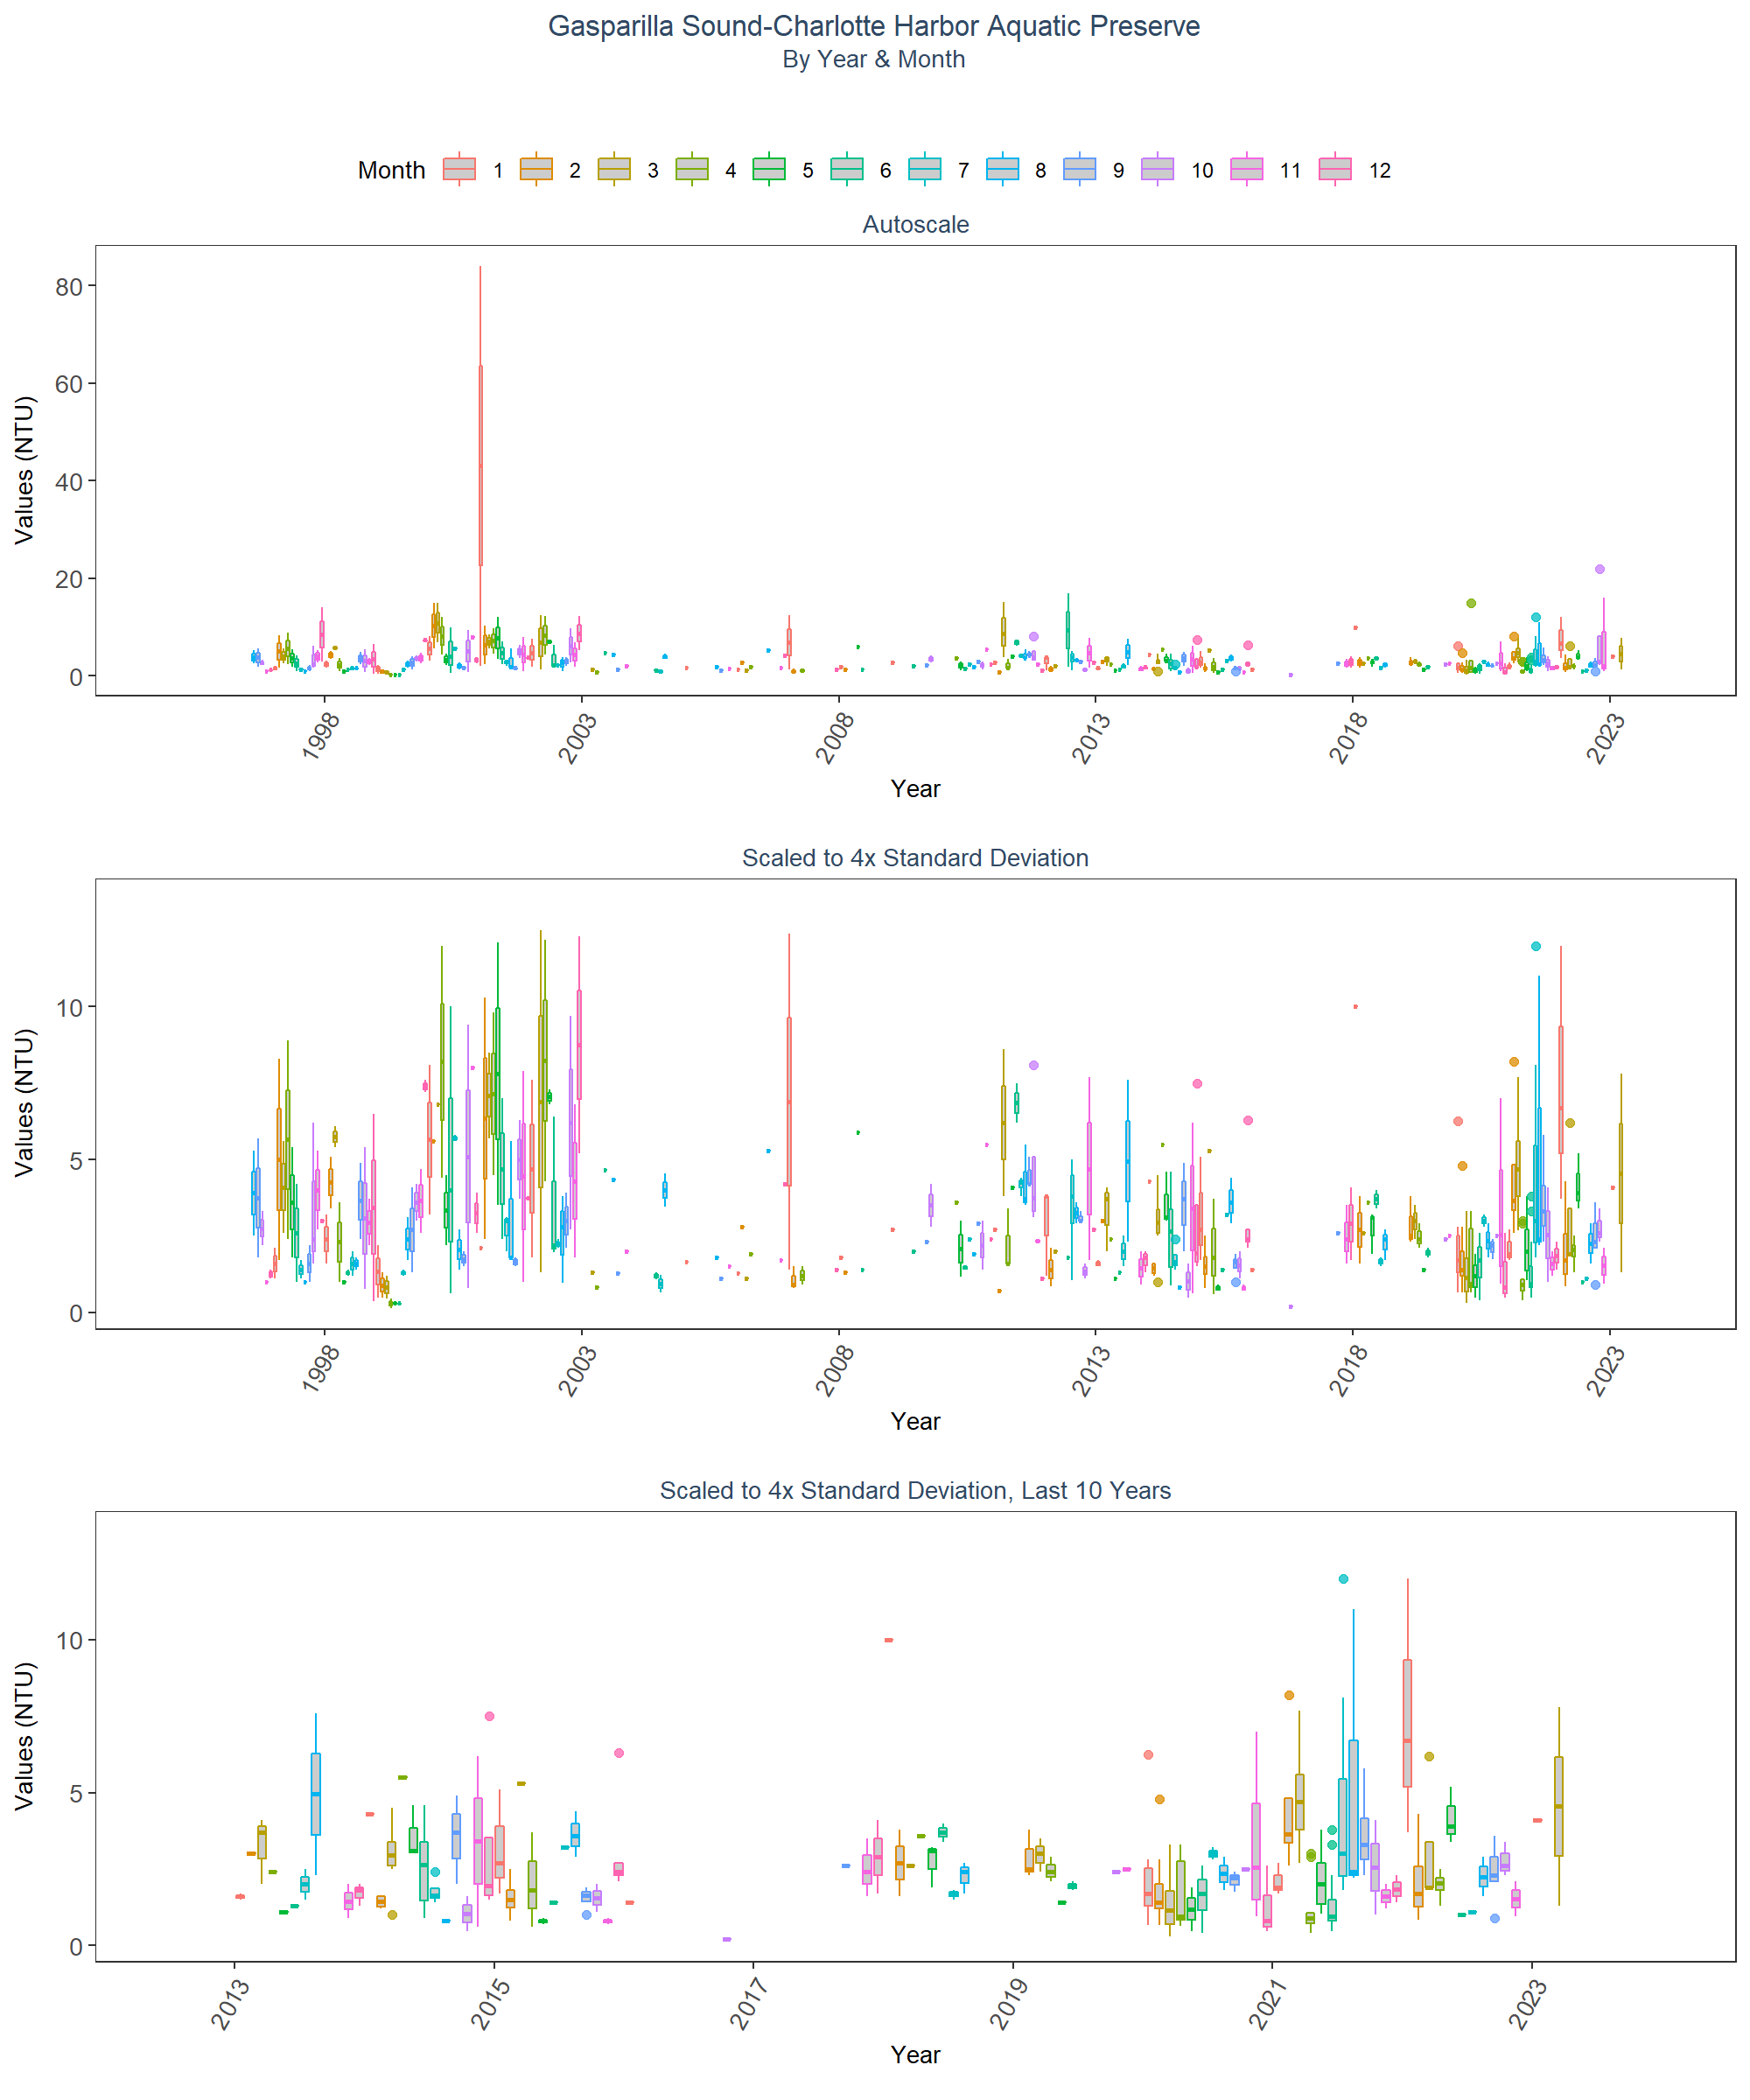 Gasparilla Sound-Charlotte Harbor Aquatic Preserve
By Year & Month
Month 1 2 3 4 5 6 7 8 9 10 11 12
Autoscale
Values (NTU)
80
60
40
20
0
1998 2003 2008 2013 2018 2023
Year
Scaled to 4x Standard Deviation
Values (NTU)
10
5
0
1998 2003 2008 2013 2018 2023
Year
Scaled to 4x Standard Deviation, Last 10 Years
Values (NTU)
10
5
0
2013 2015 2017 2019 2021 2023
Year